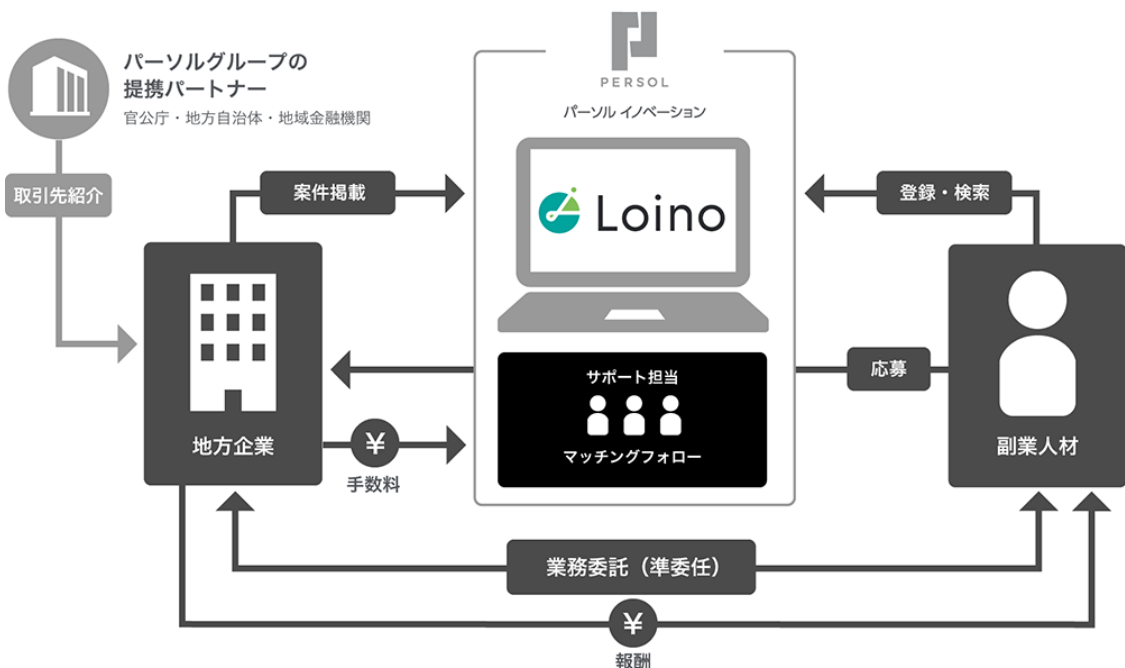 パーソルグループの
提携パートナー
官公庁・地方自治体・地域金融機関
PERSOL
パーソル イノベーション
取引先紹介
案件掲載
登録・検索
Loino
サポート担当
マッチングフォロー
応募
地方企業
副業人材
¥
手数料
業務委託（準委任）
¥
報酬